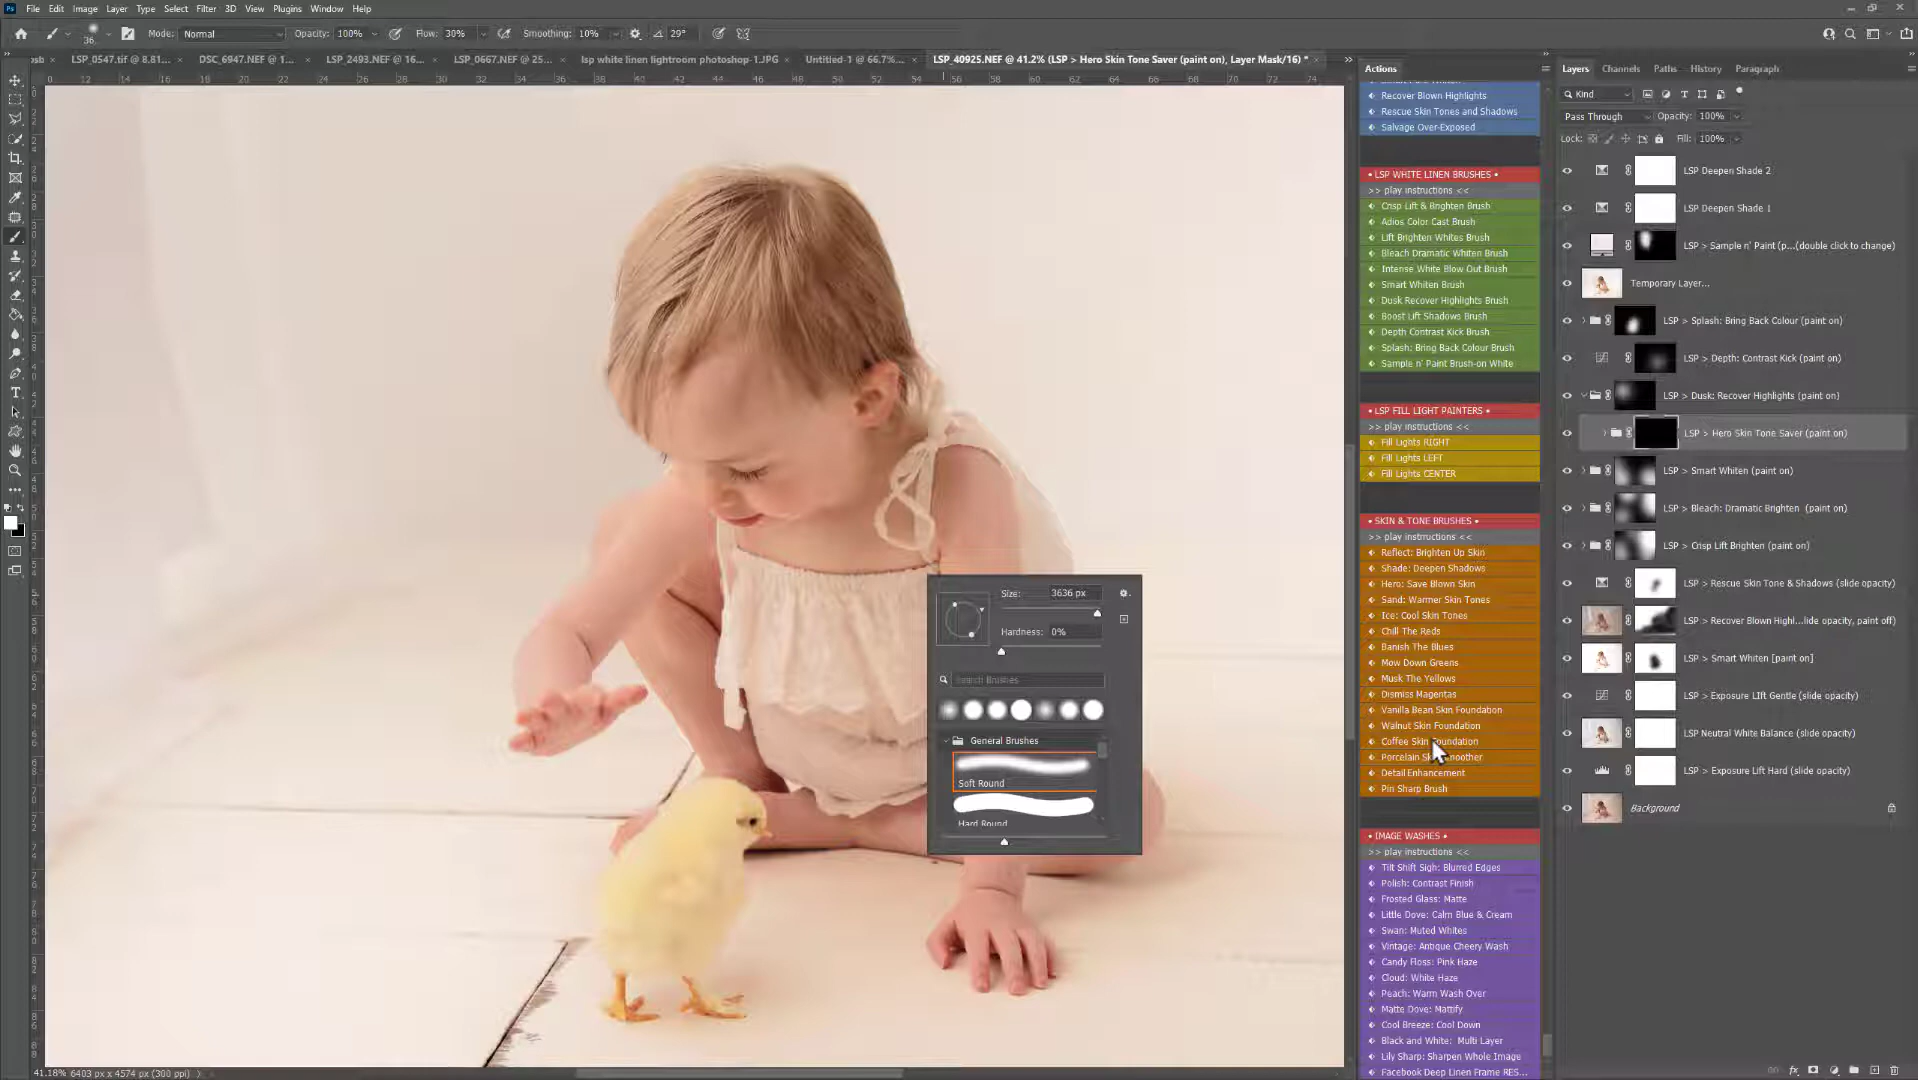 Ps File Edit Image Layer Type Select Filter 3D View Plugins Window Help
36 Mode: Normal Opacity: 100% Flow: 30% Smoothing: 10% 29°
LSP_0547.tif @ 8.81... DSC_6947.NEF @ 1... LSP_2493.NEF @ 16... LSP_0667.NEF @ 25... lsp white linen lightroom photoshop-1.JPG Untitled-1 @ 66.7%... LSP_40925.NEF @ 41.2% (LSP > Hero Skin Tone Saver (paint on), Layer Mask/16) *
Actions
Recover Blown Highlights
Rescue Skin Tones and Shadows
Salvage Over-Exposed
• LSP WHITE LINEN BRUSHES •
>> play instructions <<
Crisp Lift & Brighten Brush
Adios Color Cast Brush
Lift Brighten Whites Brush
Bleach Dramatic Whiten Brush
Intense White Blow Out Brush
Smart Whiten Brush
Dusk Recover Highlights Brush
Boost Lift Shadows Brush
Depth Contrast Kick Brush
Splash: Bring Back Colour Brush
Sample n' Paint Brush-on White
• LSP FILL LIGHT PAINTERS •
>> play instructions <<
Fill Lights RIGHT
Fill Lights LEFT
Fill Lights CENTER
• SKIN & TONE BRUSHES •
>> play instrructions <<
Reflect: Brighten Up Skin
Shade: Deepen Shadows
Hero: Save Blown Skin
Sand: Warmer Skin Tones
Ice: Cool Skin Tones
Chill The Reds
Banish The Blues
Mow Down Greens
Musk The Yellows
Dismiss Magentas
Vanilla Bean Skin Foundation
Walnut Skin Foundation
Coffee Skin Foundation
Porcelain Skin Smoother
Detail Enhancement
Pin Sharp Brush
• IMAGE WASHES •
>> play instructions <<
Tilt Shift Sigh: Blurred Edges
Polish: Contrast Finish
Frosted Glass: Matte
Little Dove: Calm Blue & Cream
Swan: Muted Whites
Vintage: Antique Cheery Wash
Candy Floss: Pink Haze
Cloud: White Haze
Peach: Warm Wash Over
Matte Dove: Mattify
Cool Breeze: Cool Down
Black and White: Multi Layer
Lily Sharp: Sharpen Whole Image
Facebook Deep Linen Frame RES...
Layers Channels Paths History Paragraph
Kind
Pass Through Opacity: 100%
Lock: Fill: 100%
LSP Deepen Shade 2
LSP Deepen Shade 1
LSP > Sample n' Paint (p...(double click to change)
Temporary Layer...
LSP > Splash: Bring Back Colour (paint on)
LSP > Depth: Contrast Kick (paint on)
LSP > Dusk: Recover Highlights (paint on)
LSP > Hero Skin Tone Saver (paint on)
LSP > Smart Whiten (paint on)
LSP > Bleach: Dramatic Brighten (paint on)
LSP > Crisp Lift Brighten (paint on)
LSP > Rescue Skin Tone & Shadows (slide opacity)
LSP > Recover Blown Highl...lide opacity, paint off)
LSP > Smart Whiten [paint on]
LSP > Exposure LIft Gentle (slide opacity)
LSP Neutral White Balance (slide opacity)
LSP > Exposure Lift Hard (slide opacity)
Background
Size: 3636 px
Hardness: 0%
Search Brushes
General Brushes
Soft Round
Hard Round
41.18% 6403 px x 4574 px (300 ppi)